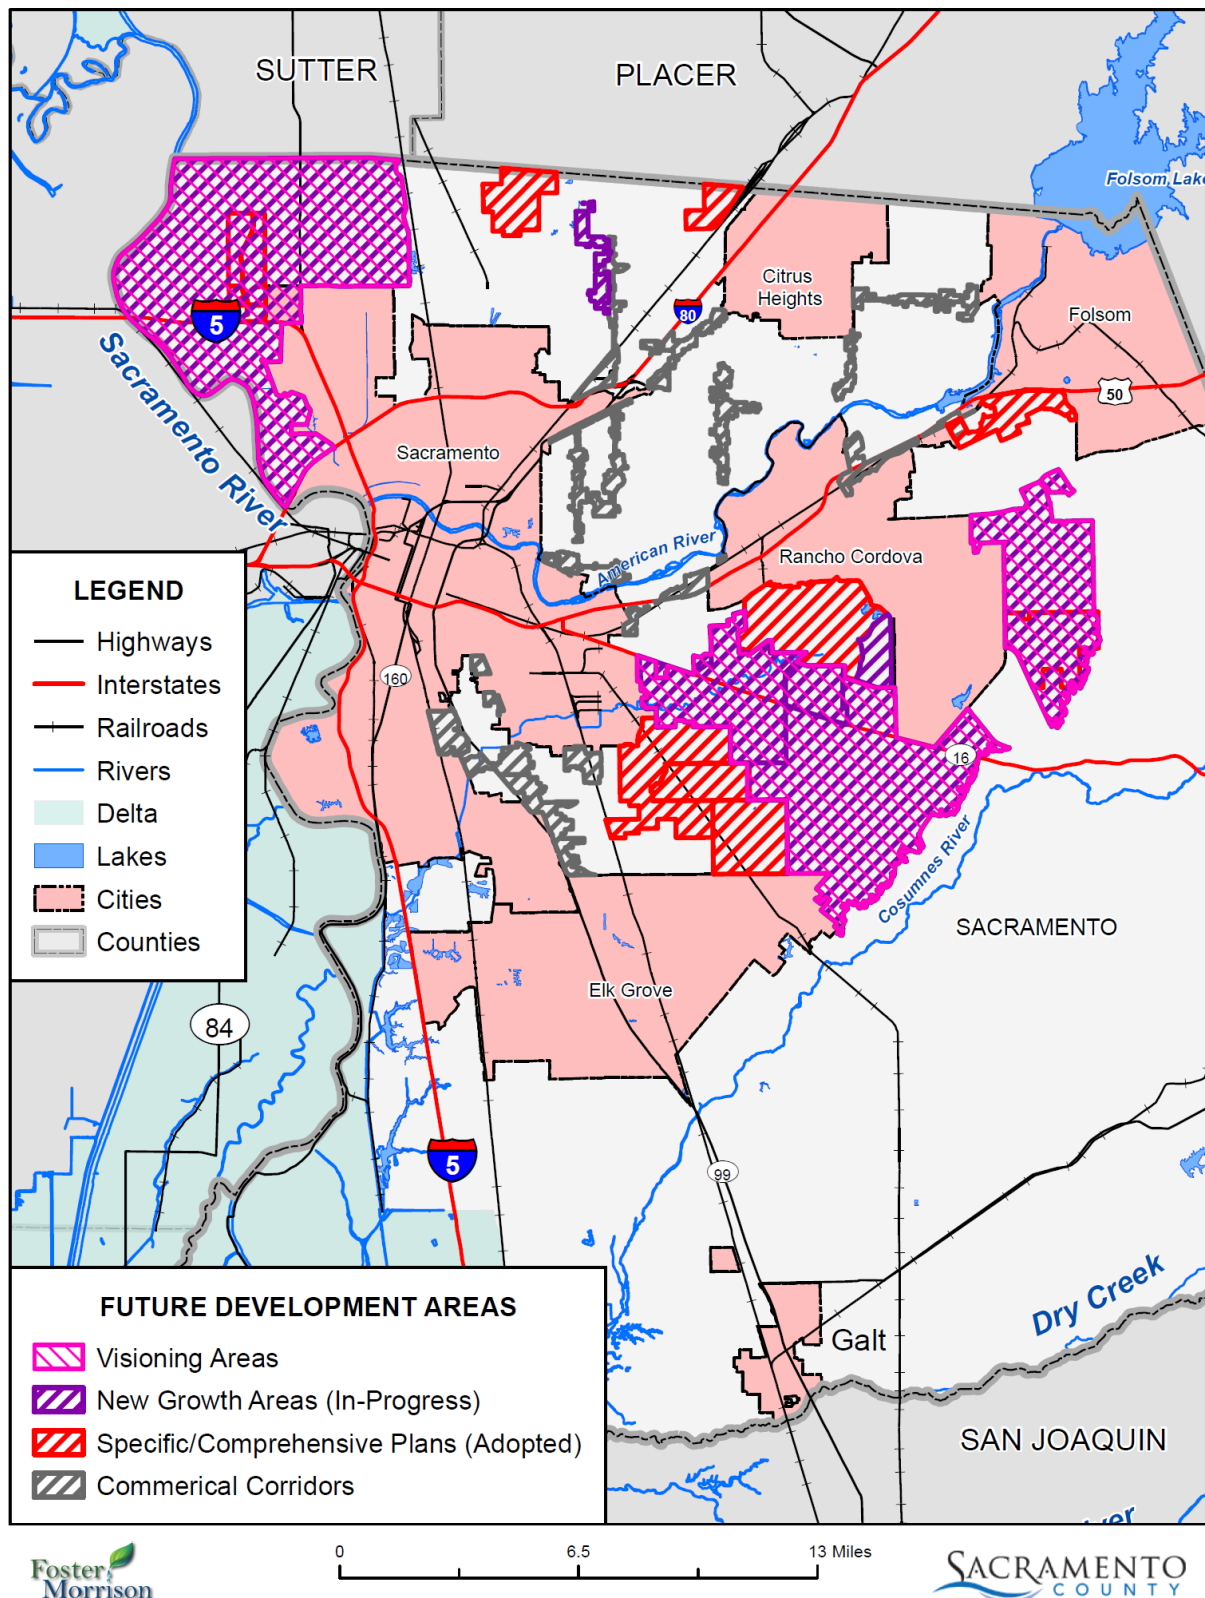 SUTTER
PLACER
Folsom Lake
Citrus
Heights
5
80
Folsom
50
Sacramento River
Sacramento
American River
Rancho Cordova
160
16
Cosumnes River
SACRAMENTO
Elk Grove
84
5
99
Dry Creek
Galt
SAN JOAQUIN
LEGEND
Highways
Interstates
Railroads
Rivers
Delta
Lakes
Cities
Counties
FUTURE DEVELOPMENT AREAS
Visioning Areas
New Growth Areas (In-Progress)
Specific/Comprehensive Plans (Adopted)
Commerical Corridors
Foster
Morrison
0 6.5 13 Miles
SACRAMENTO
COUNTY